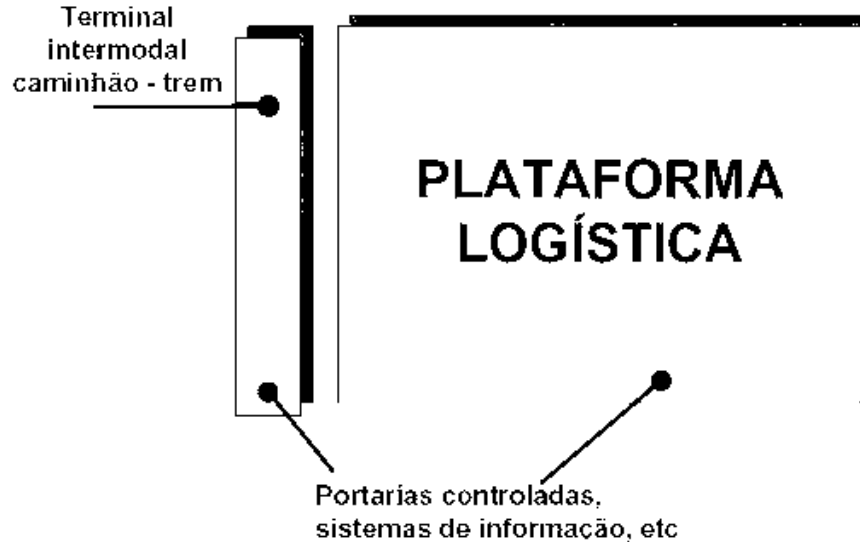 Terminal
intermodal
caminhão - trem
PLATAFORMA
LOGÍSTICA
Portarias controladas,
sistemas de informação, etc